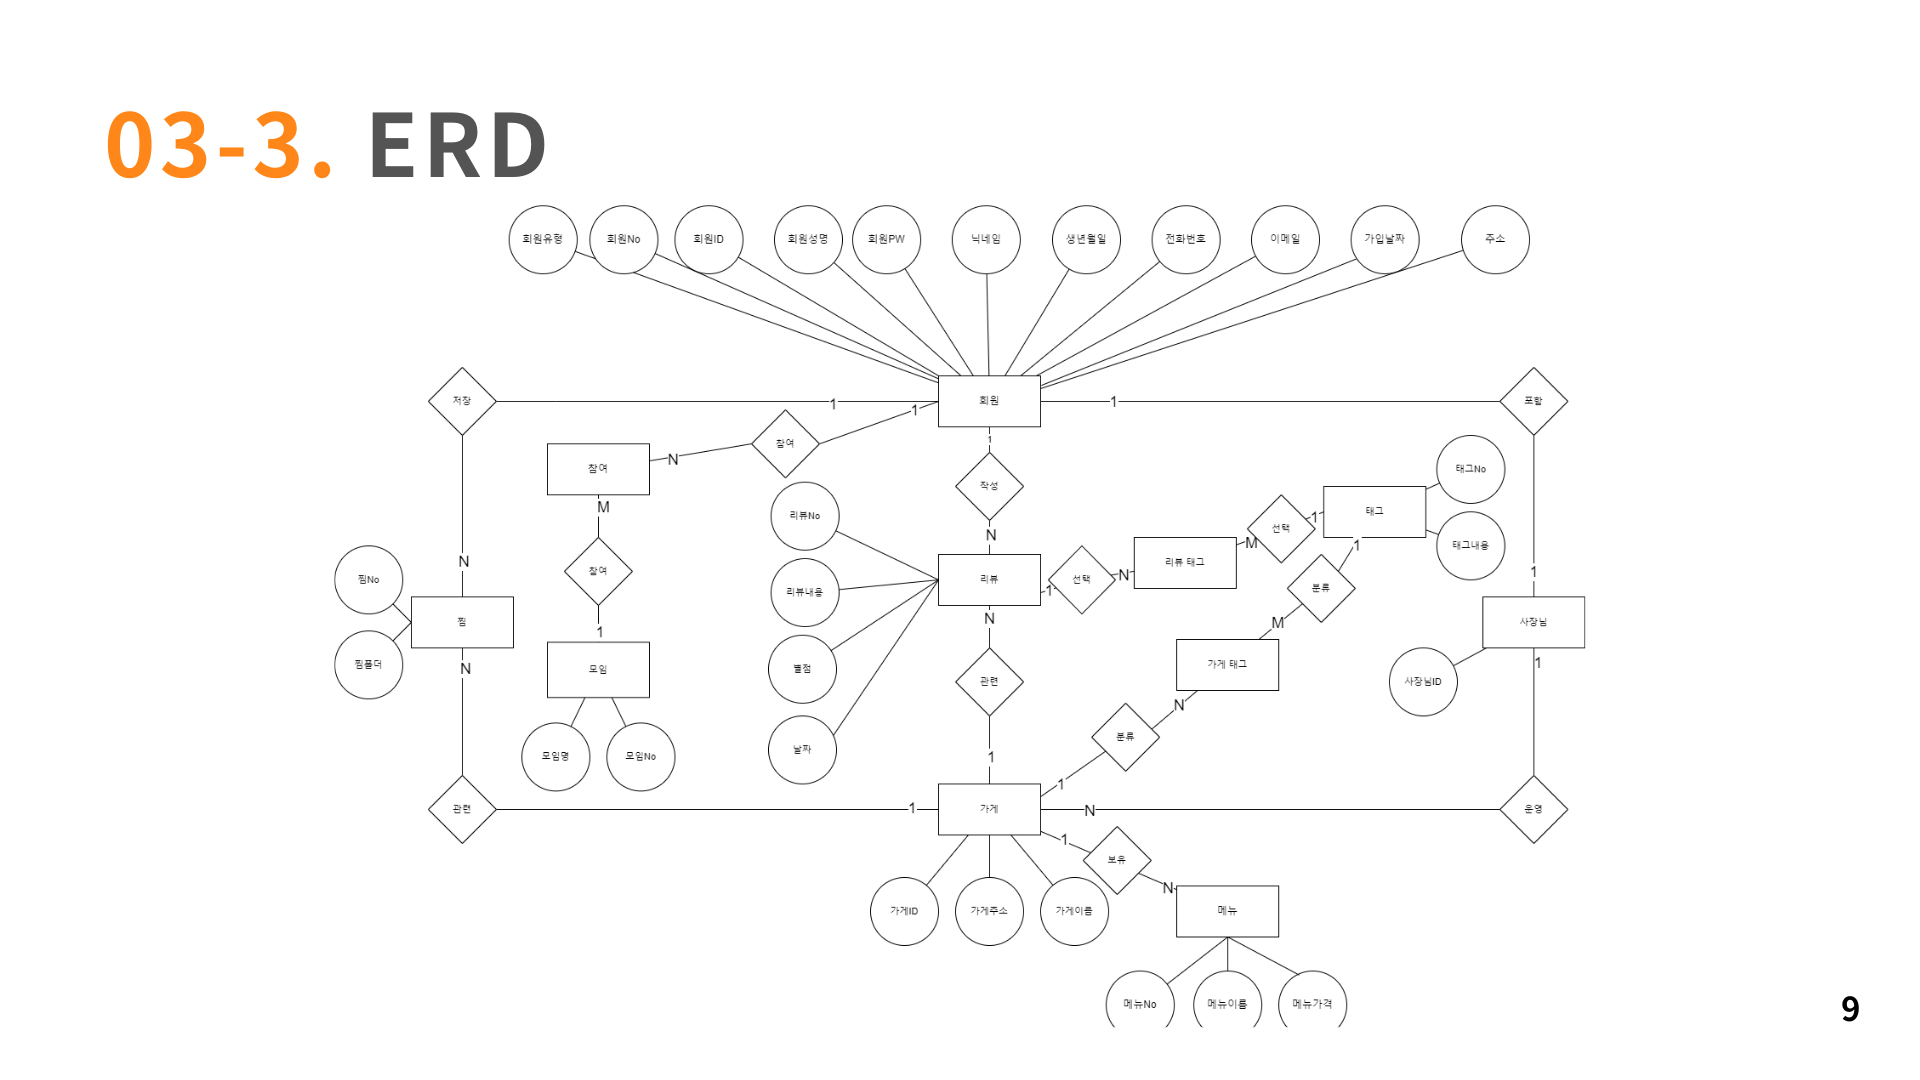 03-3. ERD
회원유형 회원No 회원ID 회원성명 회원PW 닉네임 생년월일 전화번호 이메일 가입날짜 주소
저장 1 1 회원 1 포함
참여 N 참여 1
M
작성
N
태그No
리뷰No
선택 1 태그
M 1
태그내용
N
참여
찜No
리뷰내용
리뷰 1 선택 N 리뷰 태그
분류
1
찜
1
N
M
사장님
N
모임
별점
관련
가게 태그
1
찜폴더
사장님ID
N
모임명 모임No
날짜
1
분류
1
관련 1 가게 N 운영
1 보유
N
가게ID 가게주소 가게이름
메뉴
메뉴No 메뉴이름 메뉴가격
9